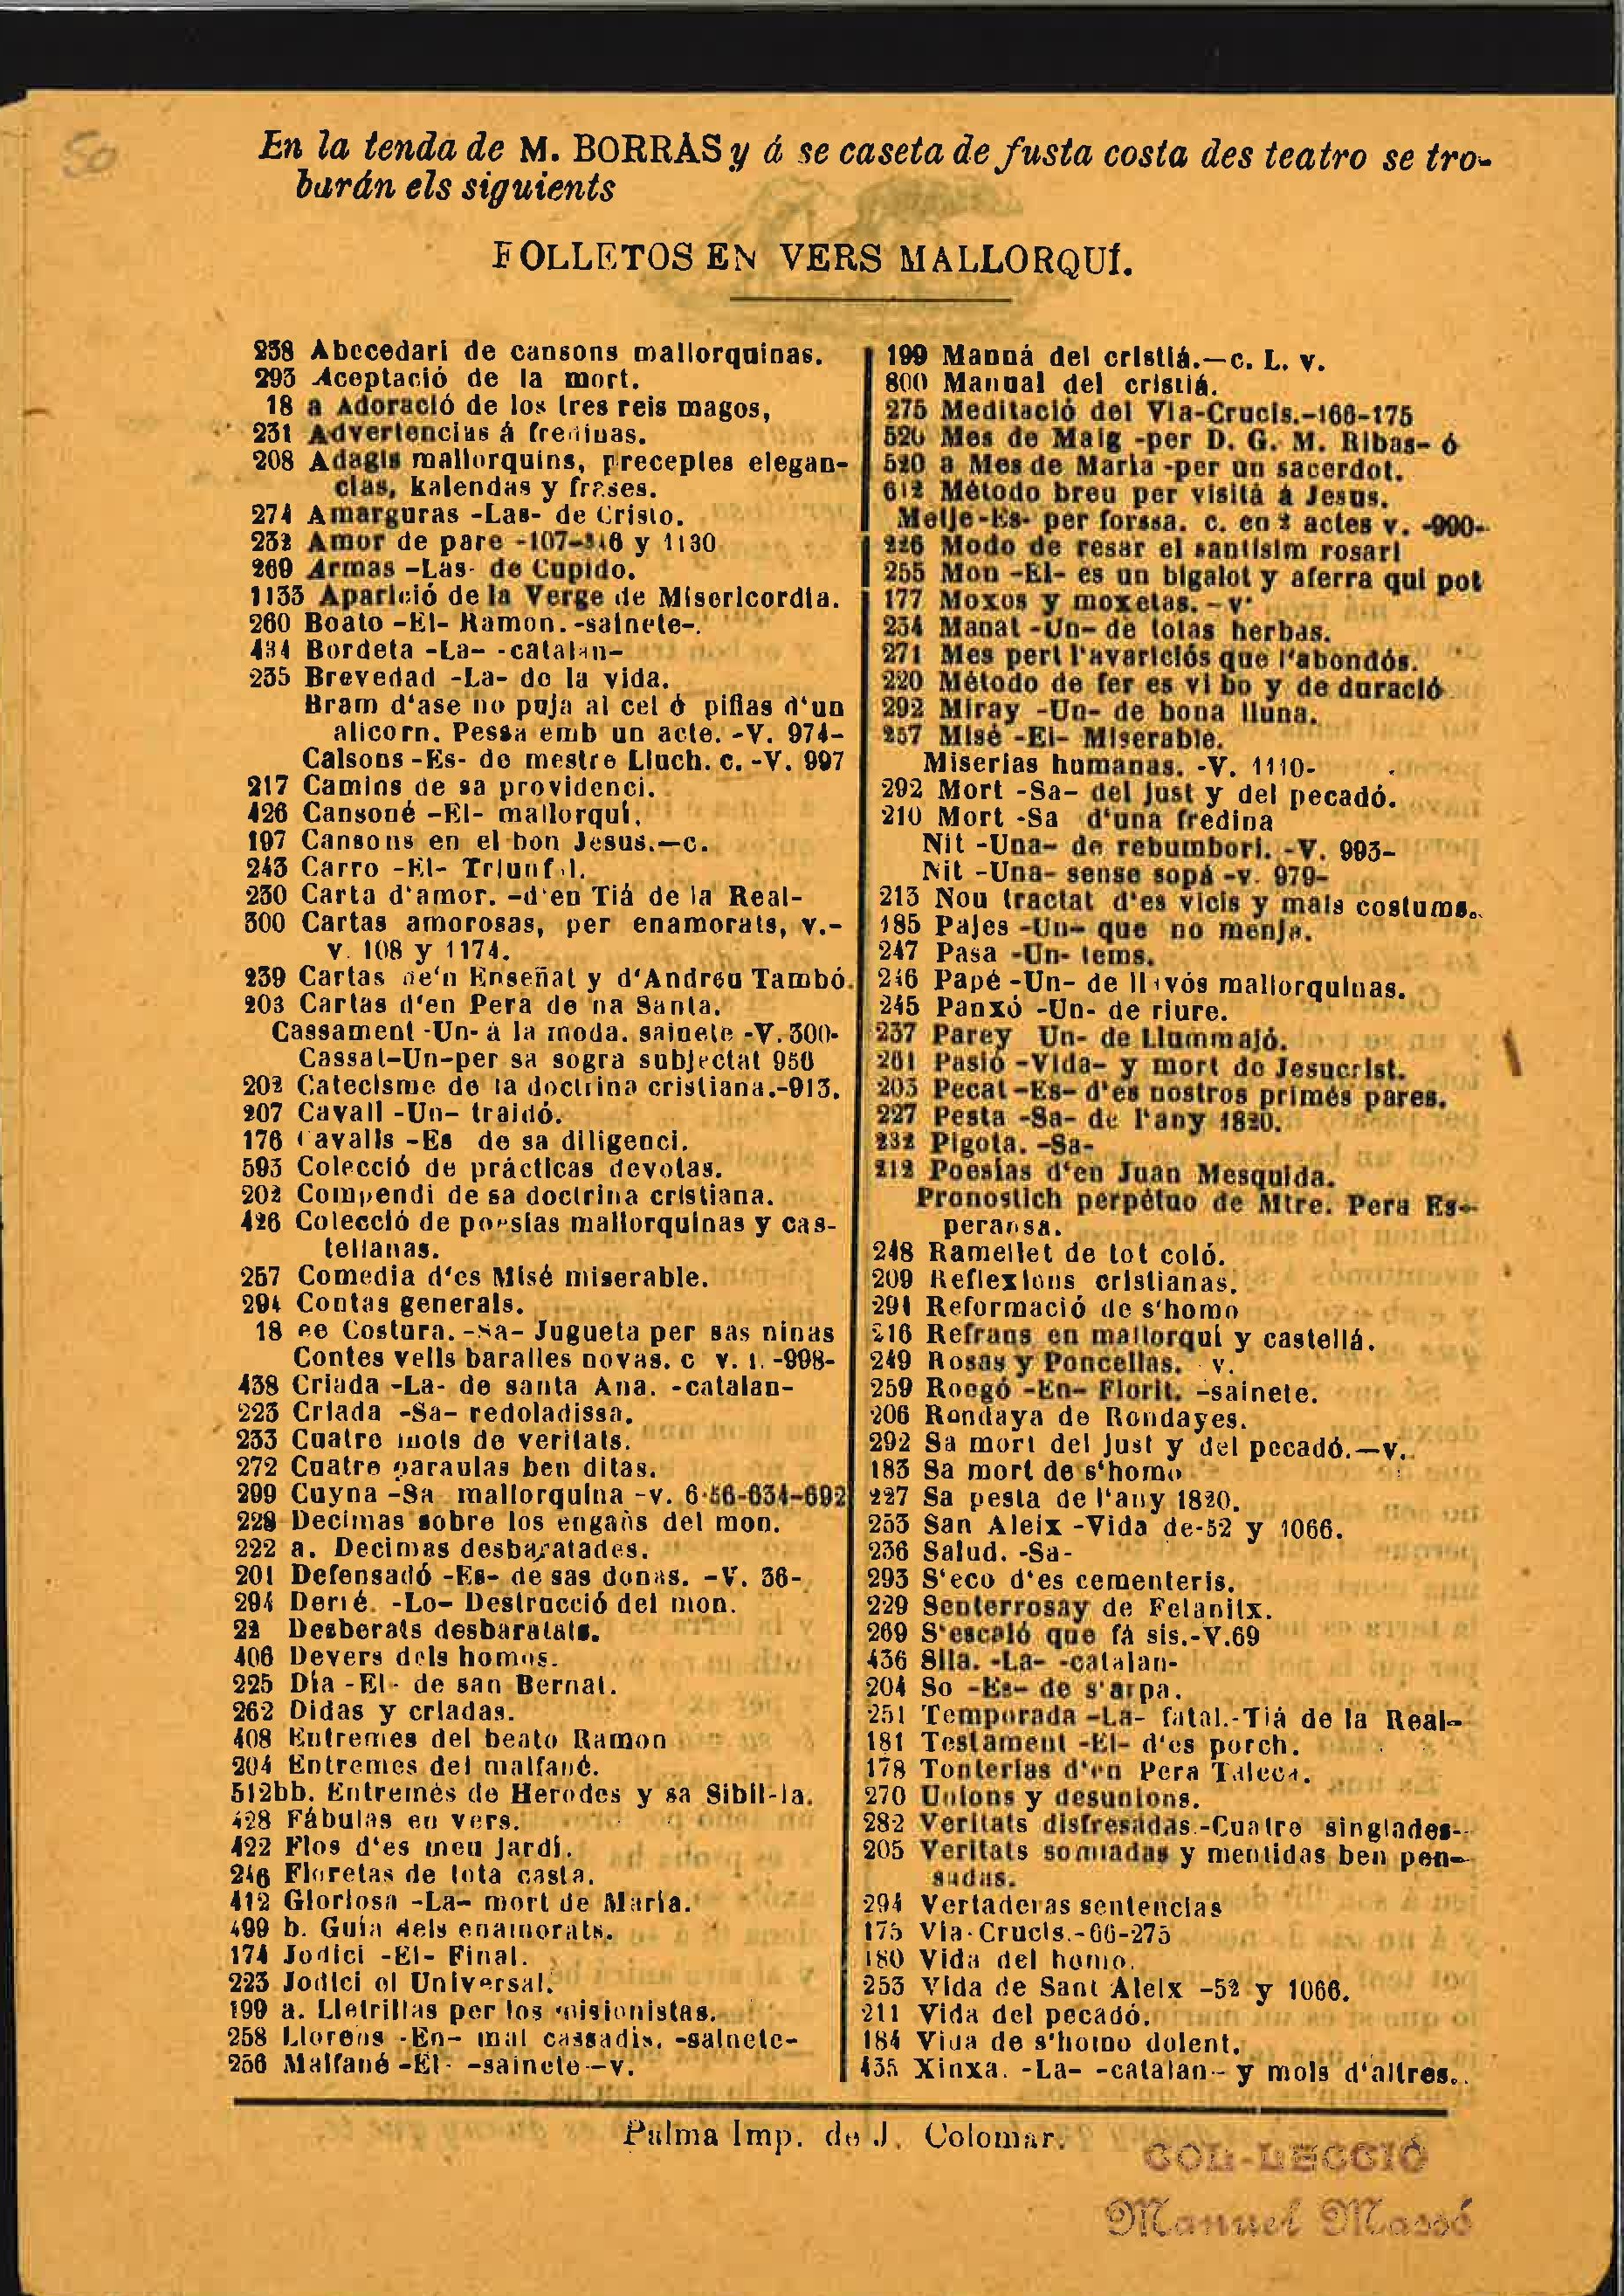 50
En la tenda de M. BORRAS y á se caseta de fusta costa des teatro se tro-
barán els siguients
FOLLETOS EN VERS MALLORQUÍ.
238 Abecedari de cansons mallorquinas.
293 Aceptació de la mort.
18 a Adoració de los tres reis magos,
231 Advertencias á fredinas.
208 Adagis mallorquins, preceptes elegan-
cias, kalendas y frases.
274 Amarguras -Las- de Cristo.
232 Amor de pare -107-346 y 1130
269 Armas -Las- de Cupido.
1133 Aparició de la Verge de Misericordia.
260 Boato -El- Ramon. -sainete-.
434 Bordeta -La- -catalan-
235 Brevedad -La- de la vida.
Bram d'ase no puja al cel ó piflas d'un
alicorn. Pessa emb un acte. -V. 974-
Calsons -Es- de mestre Lluch. c. -V. 997
217 Camins de sa providenci.
426 Cansoné -El- mallorquí.
197 Cansons en el bon Jesus.—c.
243 Carro -El- Triunfal.
230 Carta d'amor. -d'en Tiá de la Real-
300 Cartas amorosas, per enamorats, v.-
v. 108 y 1174.
239 Cartas de'n Enseñat y d'Andreu Tambó.
203 Cartas d'en Pera de na Santa.
Cassament -Un- á la moda. sainete -V. 300-
Cassat-Un-per sa sogra subjectat 950
202 Catecisme de la doctrina cristiana.-913.
207 Cavall -Un- traidó.
176 Cavalls -Es de sa diligenci.
593 Colecció de prácticas devotas.
202 Compendi de sa doctrina cristiana.
426 Colecció de poesías mallorquinas y cas-
tellanas.
257 Comedia d'es Misé miserable.
294 Contas generals.
18 ee Costura. -Sa- Jugueta per sas ninas
Contes vells baralles novas. c v. 1. -998-
438 Criada -La- de santa Ana. -catalan-
223 Criada -Sa- redoladissa.
233 Cuatre mots de veritats.
272 Cuatre paraulas ben ditas.
299 Cuyna -Sa mallorquina -v. 6-56-634-692
228 Decimas sobre los engaños del mon.
222 a. Decimas desbaratades.
201 Defensadó -Es- de sas donas. -V. 36-
294 Derré. -Lo- Destrucció del mon.
22 Desberats desbaratats.
406 Devers dels homos.
225 Dia -El- de san Bernat.
262 Didas y criadas.
408 Entremes del beato Ramon
204 Entremes del malfané.
512bb. Entremés de Herodes y sa Sibil-la.
428 Fábulas en vers.
422 Flos d'es meu jardí.
246 Floretas de tota casta.
412 Gloriosa -La- mort de María.
499 b. Guía dels enamorats.
174 Jodici -El- Final.
223 Jodici el Universal.
199 a. Lletrillas per los misionistas.
258 Llorens -En- mal cassadis. -sainete-
256 Malfané -El- -sainete—v.
199 Manná del cristiá.—c. L. v.
800 Manual del cristiá.
275 Meditació del Via-Crucis.-166-175
520 Mes de Maig -per D. G. M. Ribas- ó
520 a Mes de Maria -per un sacerdot.
612 Método breu per visitá á Jesus.
Metje-Es- per forssa. c. en 2 actes v. -990-
226 Modo de resar el santísim rosari
255 Mon -El- es un bigalot y aferra qui pot
177 Moxos y moxetas. -v.
234 Manat -Un- de totas herbas.
271 Mes pert l'avariciós que l'abondós.
220 Método de fer es vi bo y de duració
292 Miray -Un- de bona lluna.
257 Misé -El- Miserable.
Miserias humanas. -V. 1110-
292 Mort -Sa- del just y del pecadó.
210 Mort -Sa d'una fredina
Nit -Una- de rebumbori. -V. 993-
Nit -Una- sense sopá -v. 979-
213 Nou tractat d'es vicis y mals costums.
185 Pajes -Un- que no menja.
247 Pasa -Un- tems.
246 Papé -Un- de llavós mallorquinas.
245 Panxó -Un- de riure.
237 Parey Un- de Llummajó.
261 Pasió -Vida- y mort de Jesucrist.
203 Pecat -Es- d'es nostros primés pares.
227 Pesta -Sa- de l'any 1820.
232 Pigota. -Sa-
212 Poesías d'en Juan Mesquida.
Pronostich perpétuo de Mtre. Pera Es-
peransa.
248 Ramellet de tot coló.
209 Reflexions cristianas.
291 Reformació de s'homo
216 Refrans en mallorquí y castellá.
249 Rosas y Poncellas. v.
259 Roegó -En- Florit. -sainete.
206 Rondaya de Rondayes.
292 Sa mort del just y del pecadó.—v.
183 Sa mort de s'homo
227 Sa pesta de l'any 1820.
253 San Aleix -Vida de-52 y 1066.
236 Salud. -Sa-
293 S'eco d'es cementeris.
229 Senterrosay de Felanitx.
269 S'escaló que fá sis.-V.69
436 Sila. -La- -catalan-
204 So -Es- de s'arpa.
251 Temporada -La- fatal.-Tiá de la Real-
181 Testament -El- d'es porch.
178 Tonterías d'en Pera Taleca.
270 Unions y desunions.
282 Veritats disfresadas.-Cuatre singlades-
205 Veritats somiadas y mentidas ben pen-
sadas.
294 Vertaderas sentencias
175 Via-Crucis.-66-275
180 Vida del homo.
253 Vida de Sant Aleix -52 y 1066.
211 Vida del pecadó.
184 Vida de s'homo dolent.
435 Xinxa. -La- -catalan- y mols d'altres.
Palma Imp. de J. Colomar.
COL-LECCIÓ
Manuel Massó